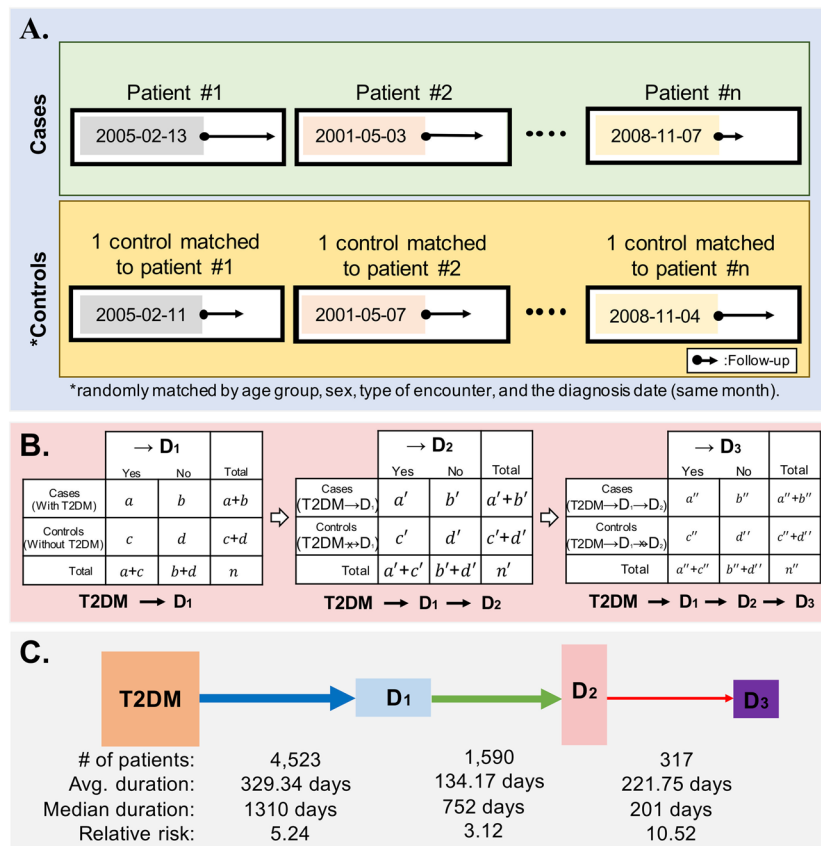 A.
Cases
Patient #1 Patient #2 Patient #n
2005-02-13 2001-05-03 2008-11-07
*Controls
1 control matched to patient #1
1 control matched to patient #2
1 control matched to patient #n
2005-02-11 2001-05-07 2008-11-04
:Follow-up
*randomly matched by age group, sex, type of encounter, and the diagnosis date (same month).
B.
→ D1
Yes No Total
Cases (With T2DM) a b a+b
Controls (Without T2DM) c d c+d
Total a+c b+d n
T2DM → D1
→ D2
Yes No Total
Cases (T2DM→D1) a′ b′ a′+b′
Controls (T2DM↛D1) c′ d′ c′+d′
Total a′+c′ b′+d′ n′
T2DM → D1 → D2
→ D3
Yes No Total
Cases (T2DM→D1→D2) a′′ b′′ a′′+b′′
Controls (T2DM→D1↛D2) c′′ d′′ c′′+d′′
Total a′′+c′′ b′′+d′′ n′′
T2DM → D1 → D2 → D3
C.
T2DM D1 D2 D3
# of patients: 4,523 1,590 317
Avg. duration: 329.34 days 134.17 days 221.75 days
Median duration: 1310 days 752 days 201 days
Relative risk: 5.24 3.12 10.52